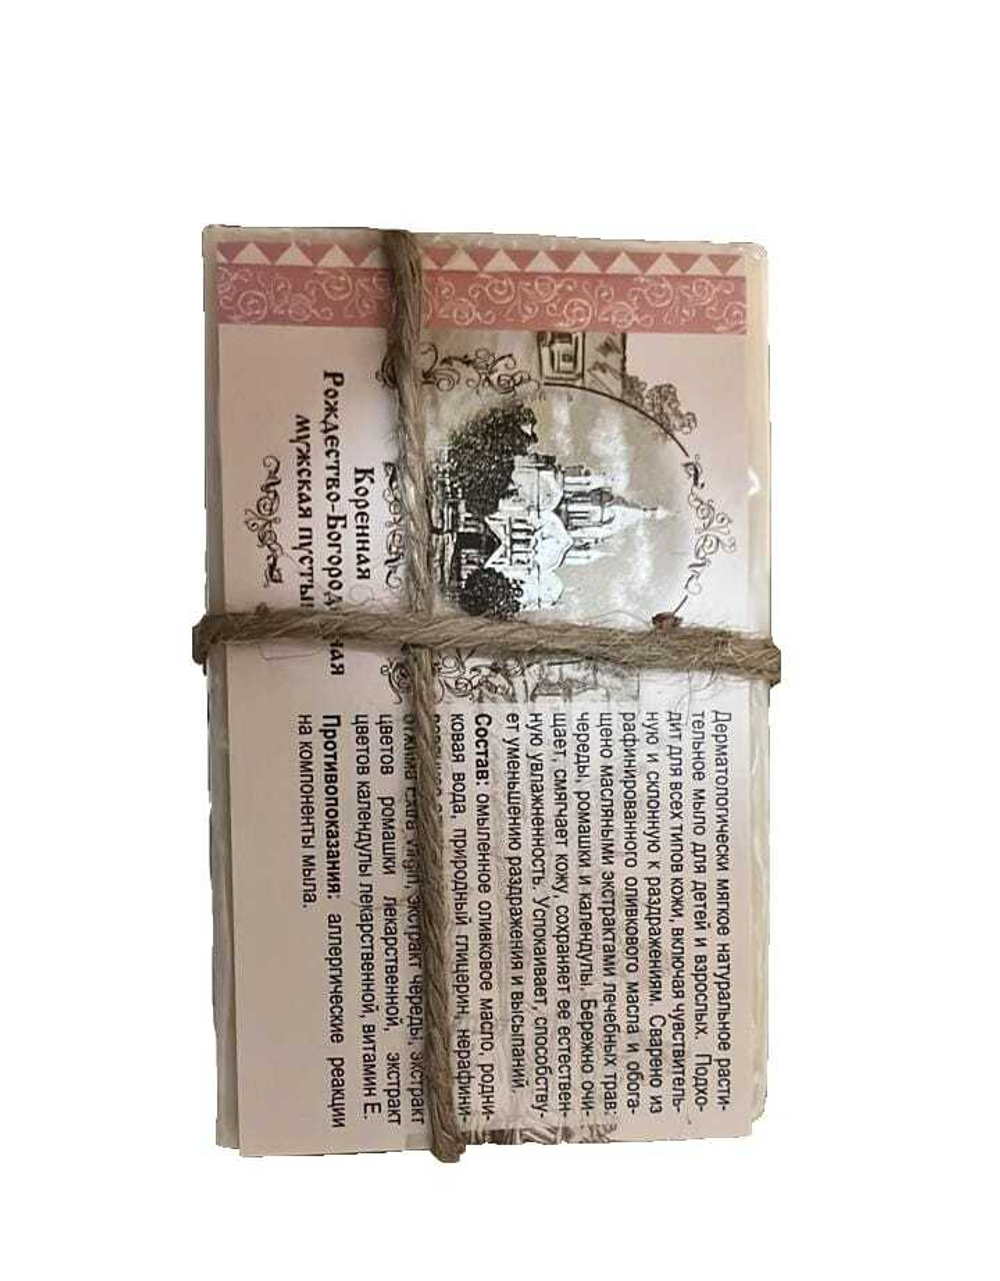 Коренная
Рождество-Богород ная
мужская
Дерматологически мягкое натуральное расти-
тельное мыло для детей и взрослых. Подхо-
дит для всех типов кожи, включая чувствитель-
ную и склонную к раздражениям. Сварено из
рафинированного оливкового масла и обога-
щено масляными экстрактами лечебных трав:
череды, ромашки и календулы. Бережно очи-
щает, смягчает кожу, сохраняет ее естествен-
ную увлажненность. Успокаивает, способству-
ет уменьшению раздражения и высыпаний.
Состав: омыленное оливковое масло, родни-
ковая вода, природный глицерин, нерафини-
отжима Extra Virgin, экстракт череды, экстракт
цветов ромашки лекарственной, экстракт
цветов календулы лекарственной, витамин Е.
Противопоказания: аллергические реакции
на компоненты мыла.